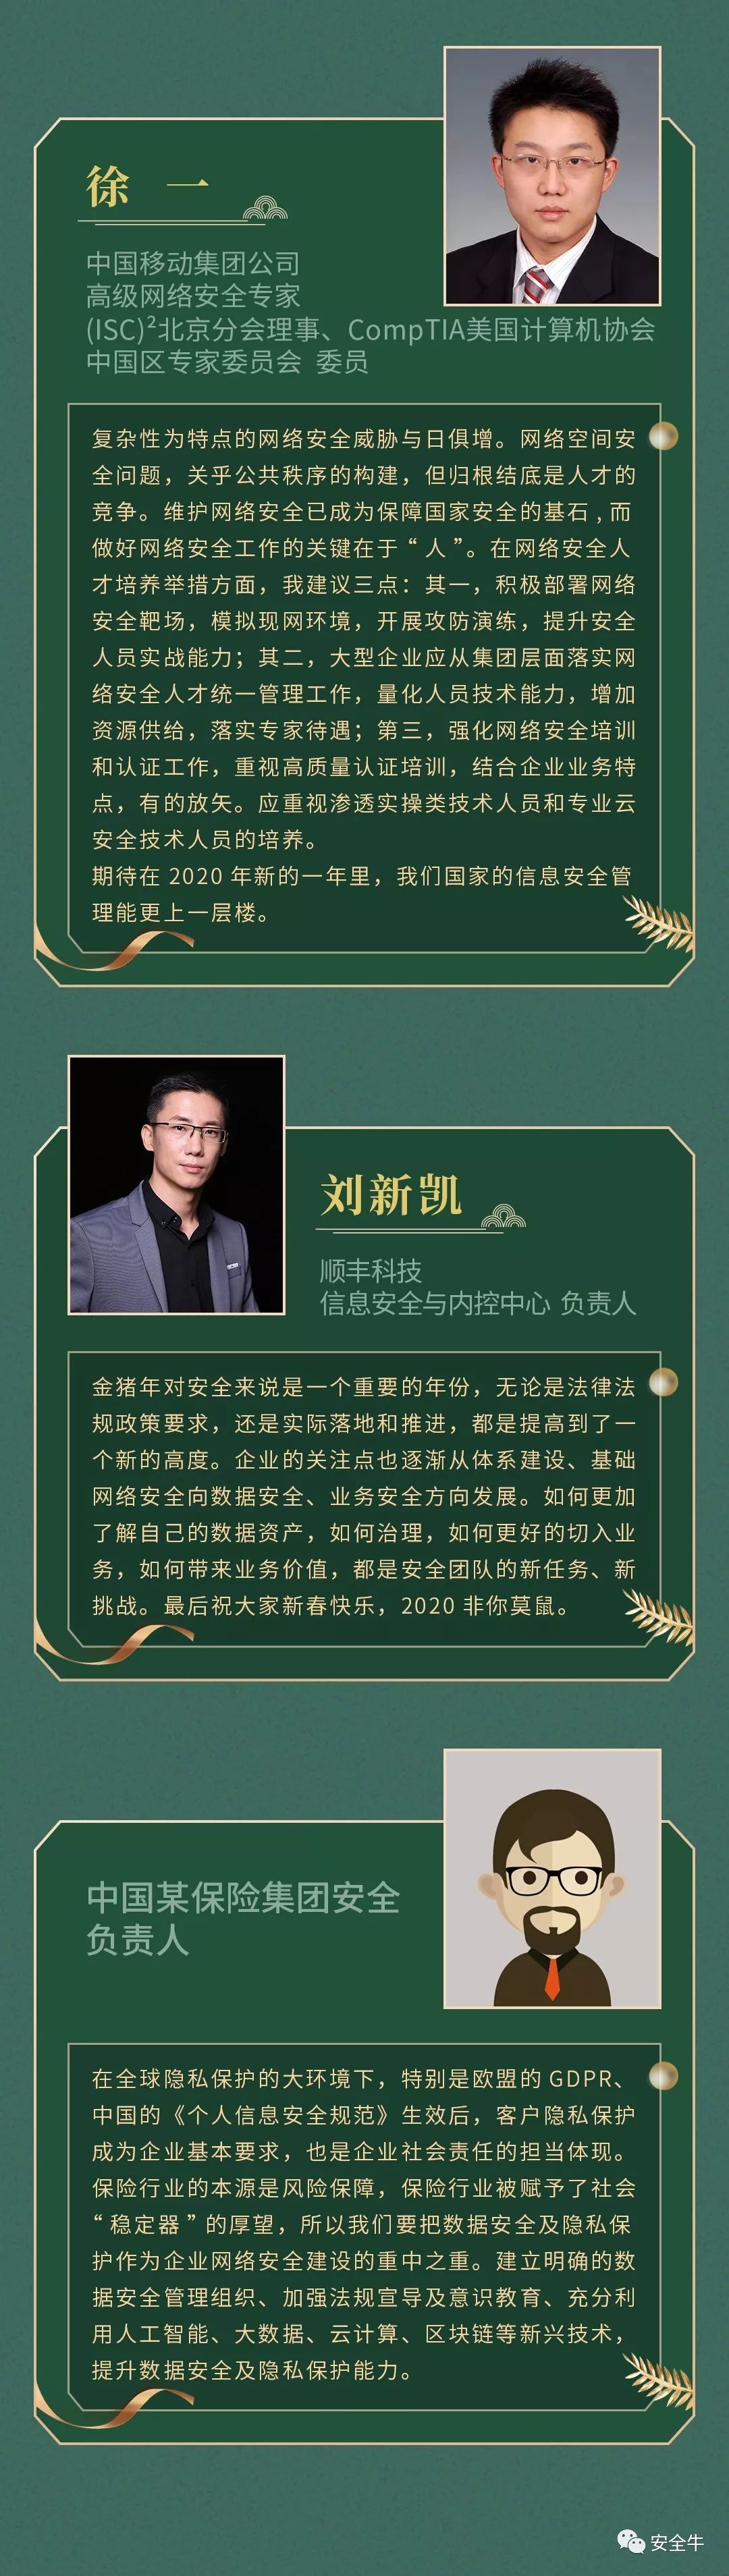 徐 一
中国移动集团公司
高级网络安全专家
(ISC)²北京分会理事、CompTIA美国计算机协会
中国区专家委员会 委员
复杂性为特点的网络安全威胁与日俱增。网络空间安
全问题，关乎公共秩序的构建，但归根结底是人才的
竞争。维护网络安全已成为保障国家安全的基石,而
做好网络安全工作的关键在于“人”。在网络安全人
才培养举措方面，我建议三点：其一，积极部署网络
安全靶场，模拟现网环境，开展攻防演练，提升安全
人员实战能力；其二，大型企业应从集团层面落实网
络安全人才统一管理工作，量化人员技术能力，增加
资源供给，落实专家待遇；第三，强化网络安全培训
和认证工作，重视高质量认证培训，结合企业业务特
点，有的放矢。应重视渗透实操类技术人员和专业云
安全技术人员的培养。
期待在 2020 年新的一年里，我们国家的信息安全管
理能更上一层楼。
刘新凯
顺丰科技
信息安全与内控中心 负责人
金猪年对安全来说是一个重要的年份，无论是法律法
规政策要求，还是实际落地和推进，都是提高到了一
个新的高度。企业的关注点也逐渐从体系建设、基础
网络安全向数据安全、业务安全方向发展。如何更加
了解自己的数据资产，如何治理，如何更好的切入业
务，如何带来业务价值，都是安全团队的新任务、新
挑战。最后祝大家新春快乐，2020 非你莫鼠。
中国某保险集团安全
负责人
在全球隐私保护的大环境下，特别是欧盟的 GDPR、
中国的《个人信息安全规范》生效后，客户隐私保护
成为企业基本要求，也是企业社会责任的担当体现。
保险行业的本源是风险保障，保险行业被赋予了社会
“稳定器”的厚望，所以我们要把数据安全及隐私保
护作为企业网络安全建设的重中之重。建立明确的数
据安全管理组织、加强法规宣导及意识教育、充分利
用人工智能、大数据、云计算、区块链等新兴技术，
提升数据安全及隐私保护能力。
安全牛